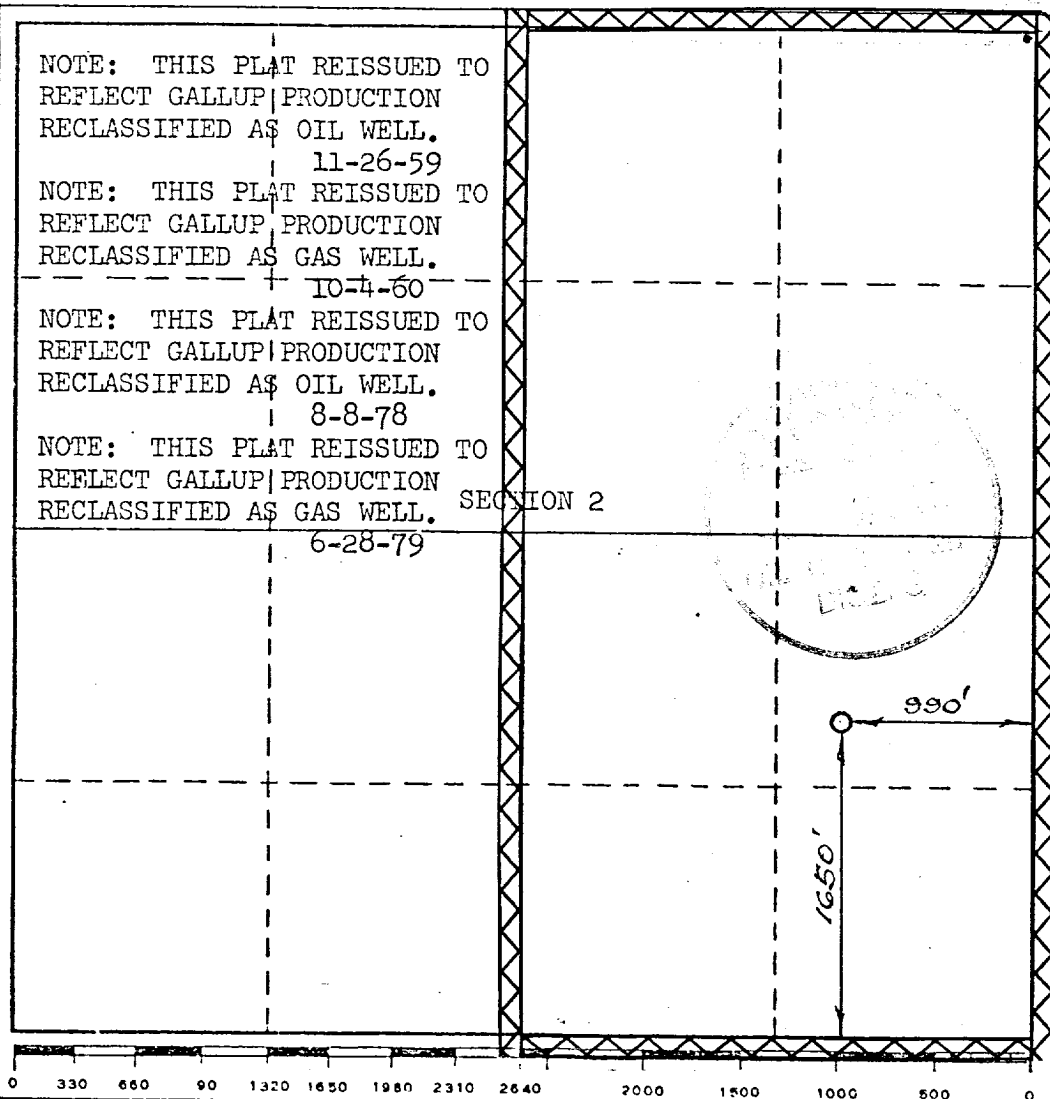 NOTE: THIS PLAT REISSUED TO
REFLECT GALLUP PRODUCTION
RECLASSIFIED AS OIL WELL.
11-26-59
NOTE: THIS PLAT REISSUED TO
REFLECT GALLUP PRODUCTION
RECLASSIFIED AS GAS WELL.
10-4-60
NOTE: THIS PLAT REISSUED TO
REFLECT GALLUP PRODUCTION
RECLASSIFIED AS OIL WELL.
8-8-78
NOTE: THIS PLAT REISSUED TO
REFLECT GALLUP PRODUCTION
RECLASSIFIED AS GAS WELL.
6-28-79
SECTION 2
990'
1650'
0 330 660 90 1320 1650 1980 2310 2640 2000 1500 1000 500 0